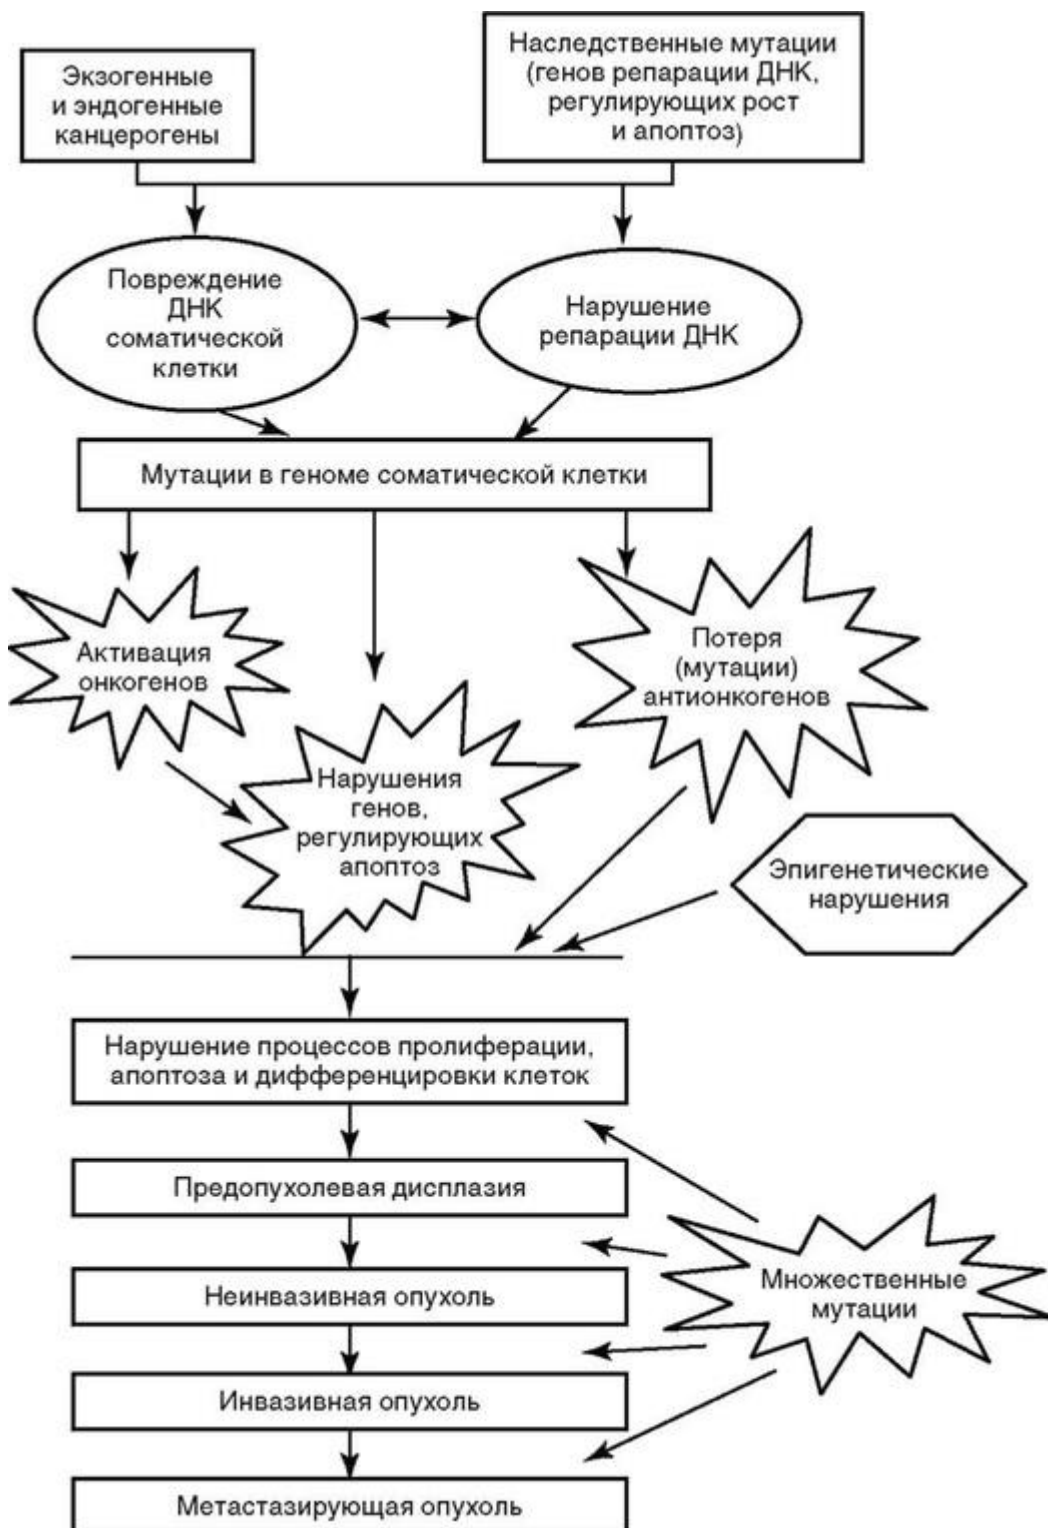 Экзогенные
и эндогенные
канцерогены
Наследственные мутации
(генов репарации ДНК,
регулирующих рост
и апоптоз)
Повреждение
ДНК
соматической
клетки
Нарушение
репарации ДНК
Мутации в геноме соматической клетки
Активация
онкогенов
Потеря
(мутации)
антионкогенов
Нарушения
генов,
регулирующих
апоптоз
Эпигенетические
нарушения
Нарушение процессов пролиферации,
апоптоза и дифференцировки клеток
Предопухолевая дисплазия
Неинвазивная опухоль
Множественные
мутации
Инвазивная опухоль
Метастазирующая опухоль